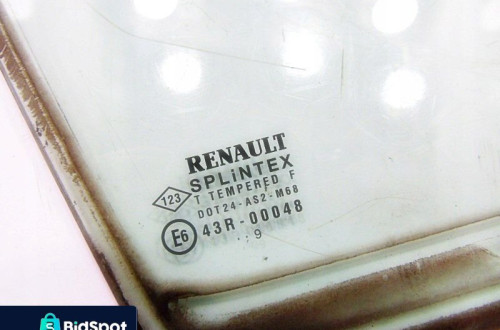 RENAULT
SPLiNTEX
123 T TEMPERED F
DOT24-AS2-M68
E6 43R-00048
. . 9
BidSpot